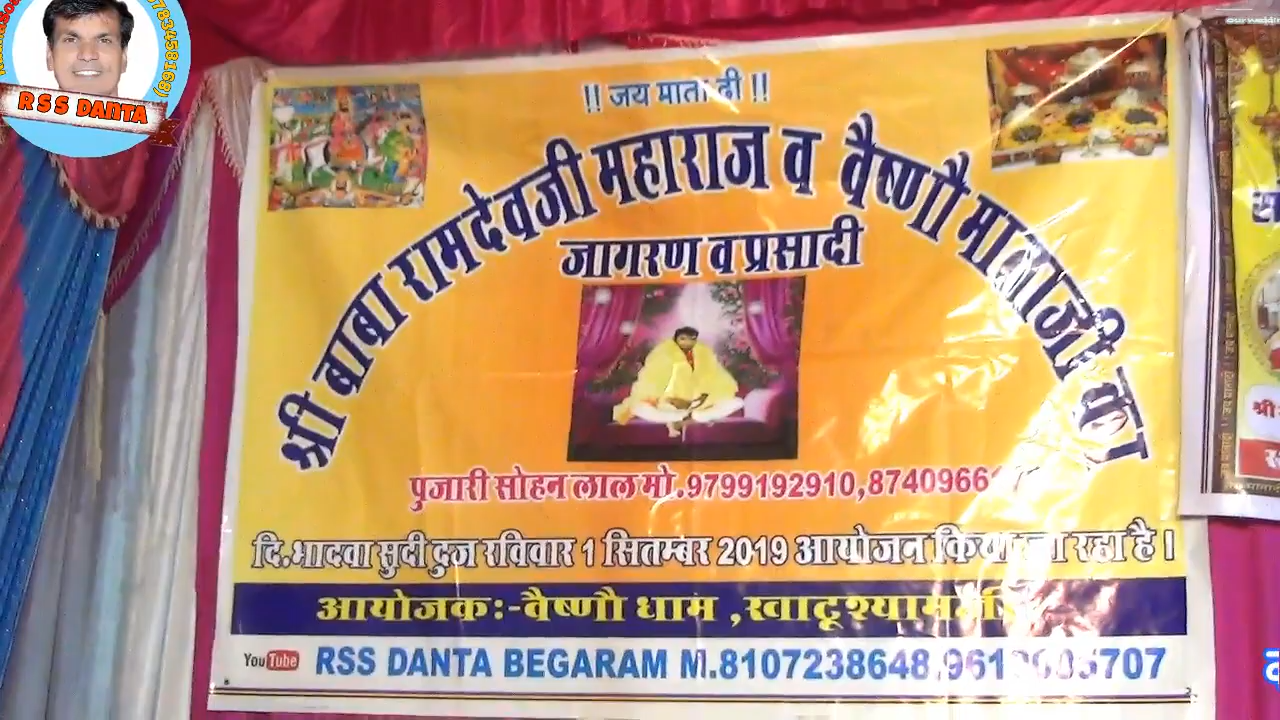 R S S DANTA
!! जय माता दी !!
श्री बाबा रामदेवजी महाराज व वैष्णौ माताजी का
जागरण व प्रसादी
पुजारी सोहन लाल मो.9799192910,
दि.भादवा सुदी दुज रविवार 1 सितम्बर 2019 आयोजन किया जा रहा है।
आयोजक:-वैष्णौ धाम ,खाटूश्यामजी
YouTube RSS DANTA BEGARAM M.8107238648,